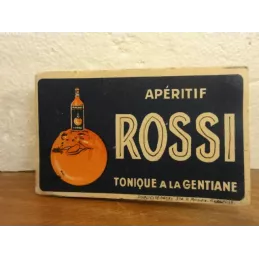 APÉRITIF
ROSSI
TONIQUE A LA GENTIANE